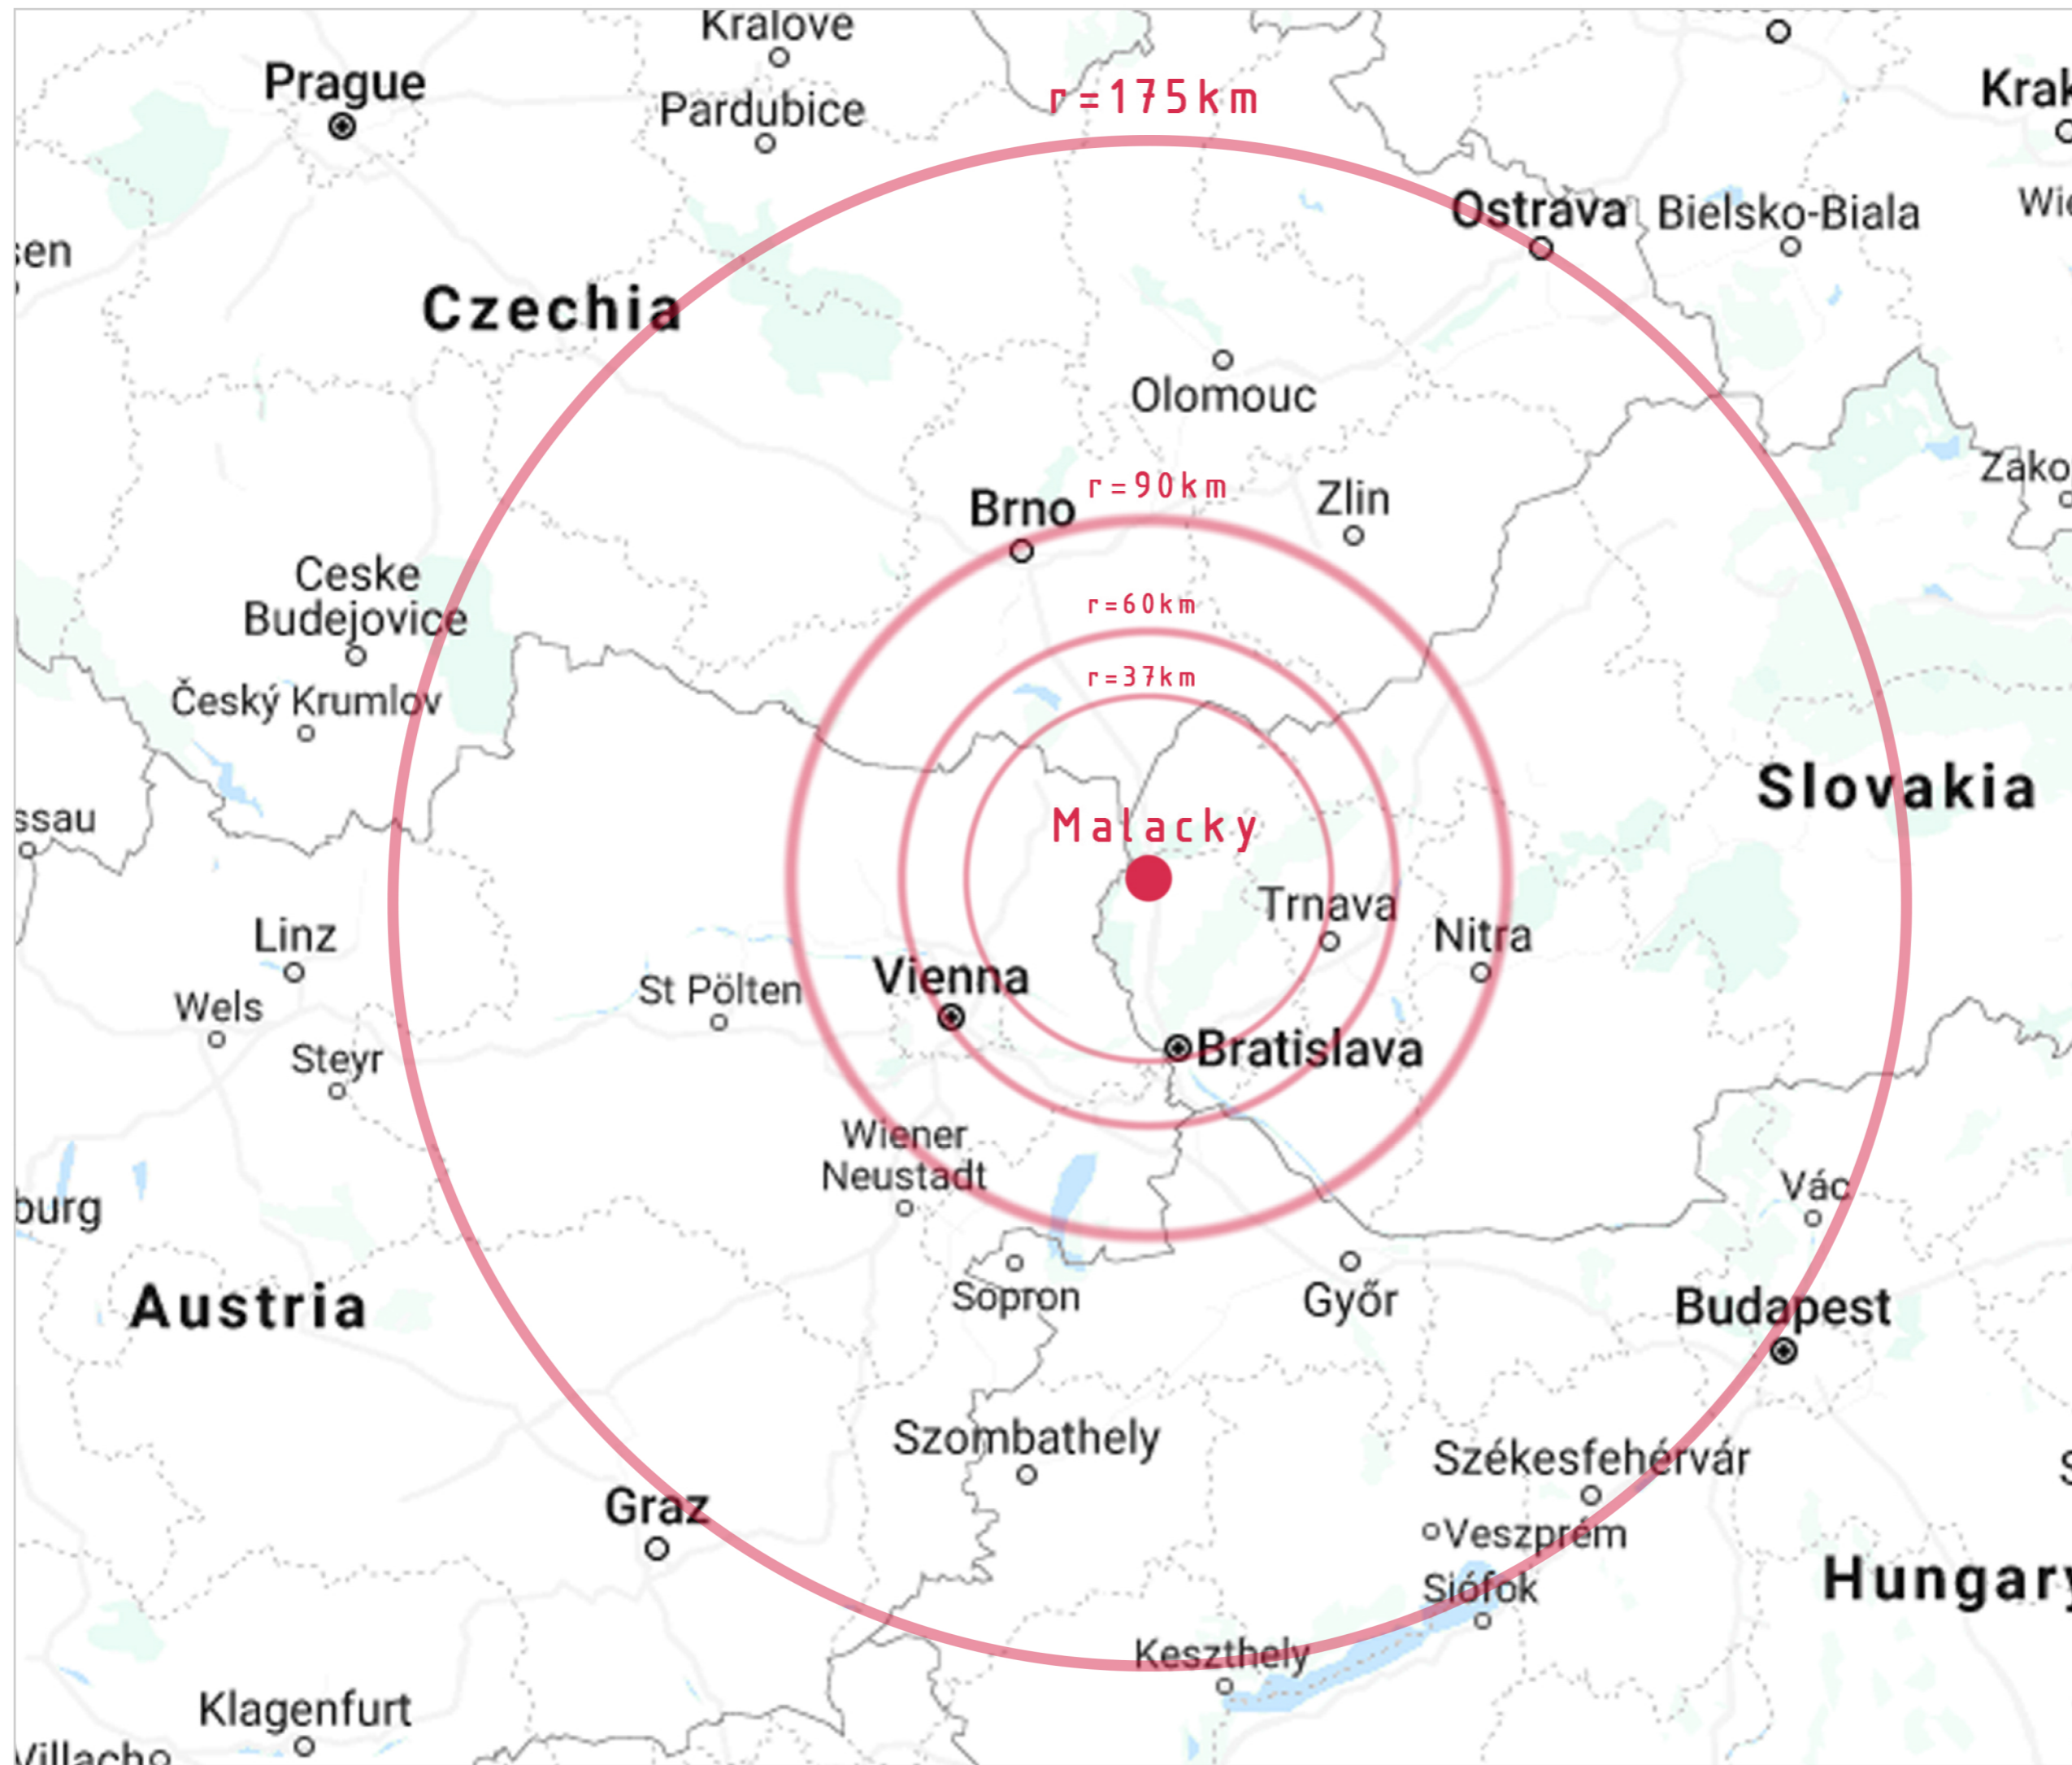 Kralove
Prague
Pardubice
r=175km
Ostrava
Bielsko-Biala
Czechia
Olomouc
r=90km
Zlin
Brno
Ceske
Budejovice
r=60km
r=37km
Český Krumlov
Slovakia
Malacky
Trnava
Nitra
Linz
Vienna
St Pölten
Wels
Bratislava
Steyr
Wiener
Neustadt
Vác
burg
Austria
Sopron
Győr
Budapest
Szombathely
Székesfehérvár
Graz
Veszprém
Hungary
Siófok
Keszthely
Klagenfurt
Villach